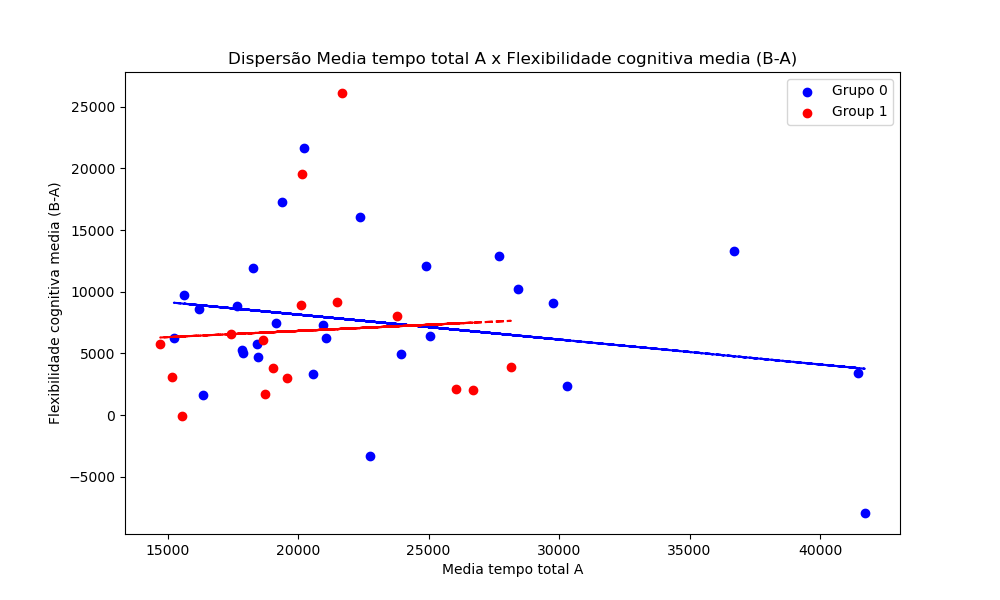 Dispersão Media tempo total A x Flexibilidade cognitiva media (B-A)
Grupo 0
Group 1
Flexibilidade cognitiva media (B-A)
25000
20000
15000
10000
5000
0
−5000
15000 20000 25000 30000 35000 40000
Media tempo total A